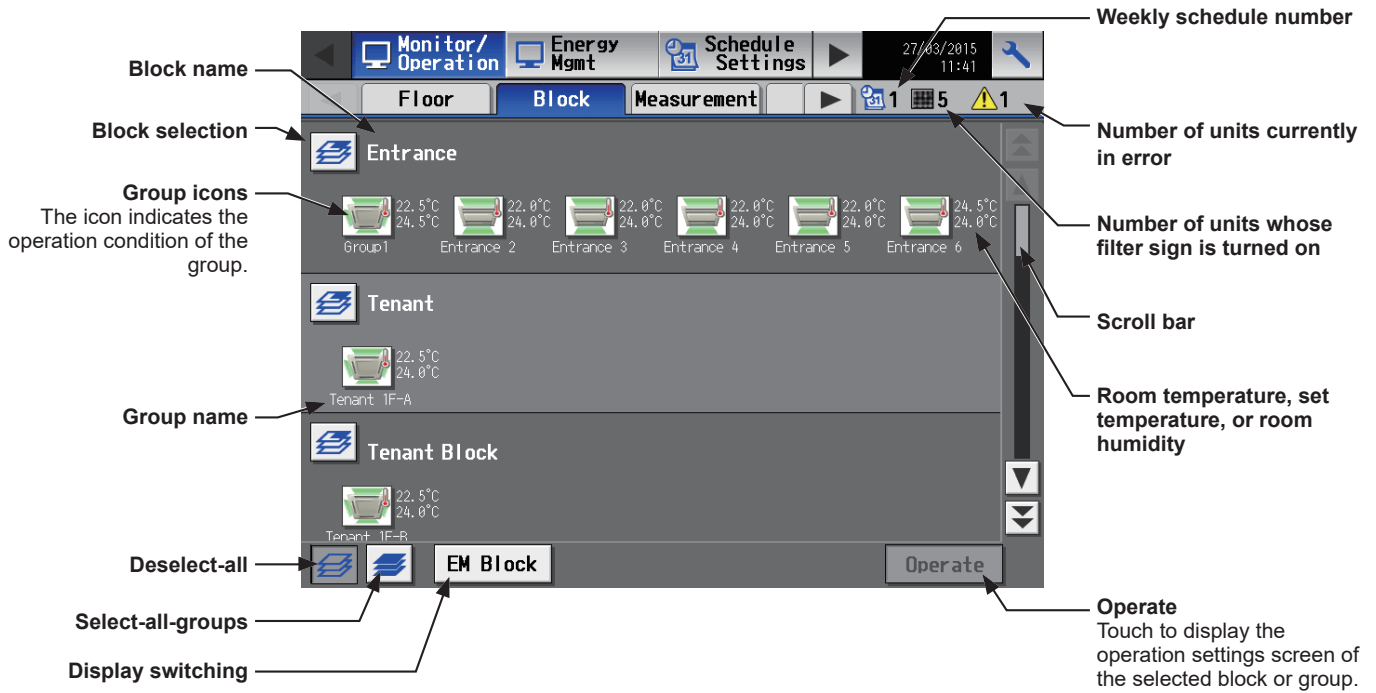 Weekly schedule number
Monitor/
Operation
Energy
Mgmt
Schedule
Settings
27/03/2015
11:41
Block name
Floor
Block
Measurement
1
5
1
Block selection
Number of units currently
in error
Entrance
Group icons
The icon indicates the
operation condition of the
group.
22.5°C
24.5°C
22.0°C
24.0°C
22.0°C
24.0°C
22.0°C
24.0°C
22.0°C
24.0°C
24.5°C
24.0°C
Group1
Entrance 2
Entrance 3
Entrance 4
Entrance 5
Entrance 6
Number of units whose
filter sign is turned on
Tenant
Scroll bar
22.5°C
24.0°C
Tenant 1F-A
Group name
Room temperature, set
temperature, or room
humidity
Tenant Block
22.5°C
24.0°C
Tenant 1F-B
Deselect-all
EM Block
Operate
Select-all-groups
Display switching
Operate
Touch to display the
operation settings screen of
the selected block or group.